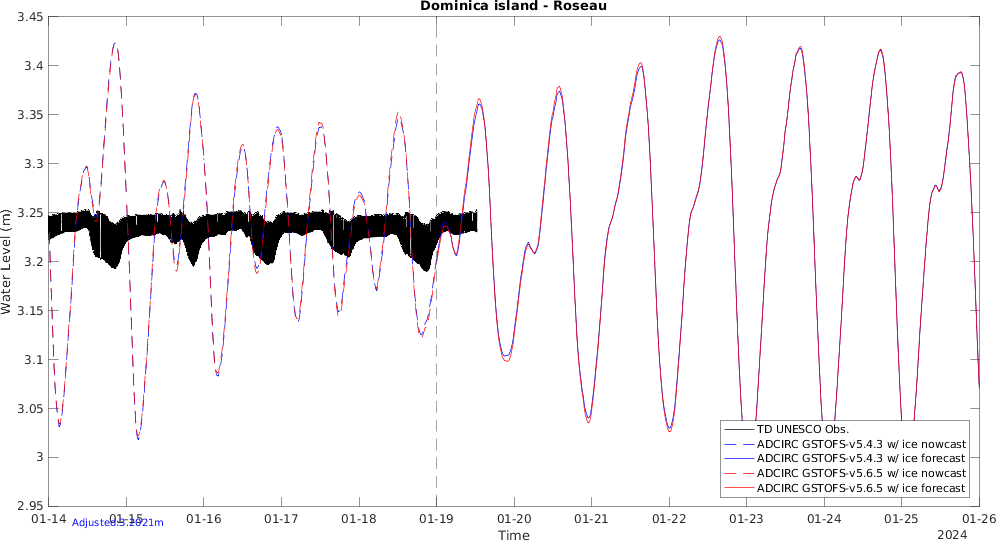 Dominica island - Roseau
3.45
3.4
3.35
3.3
3.25
3.2
3.15
3.1
3.05
3
2.95
Water Level (m)
TD UNESCO Obs.
ADCIRC GSTOFS-v5.4.3 w/ ice nowcast
ADCIRC GSTOFS-v5.4.3 w/ ice forecast
ADCIRC GSTOFS-v5.6.5 w/ ice nowcast
ADCIRC GSTOFS-v5.6.5 w/ ice forecast
01-14 01-15 01-16 01-17 01-18 01-19 01-20 01-21 01-22 01-23 01-24 01-25 01-26
Time
2024